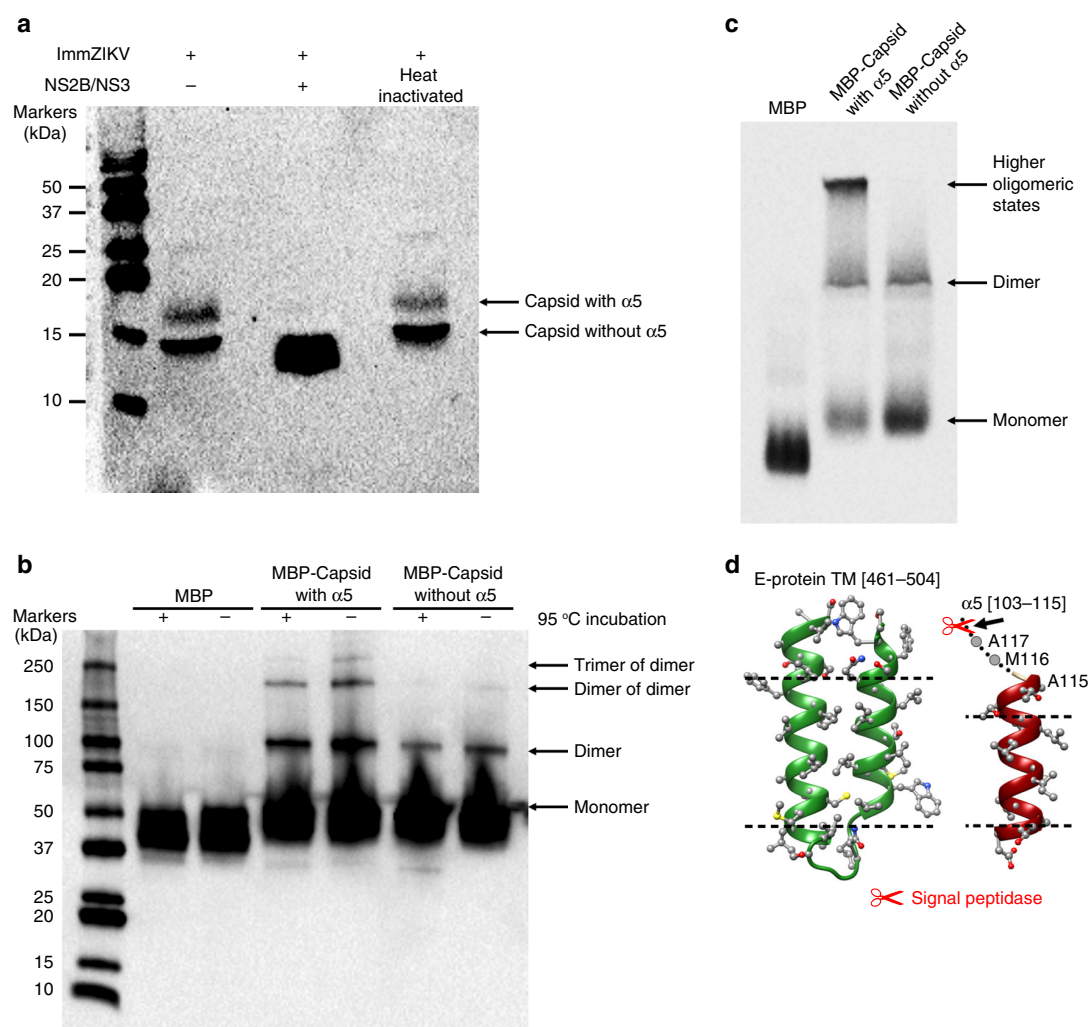 a
ImmZIKV + + +
NS2B/NS3 – + Heat
inactivated
Markers
(kDa)
50
37
25
20
15
10
Capsid with α5
Capsid without α5
b
MBP
MBP-Capsid
with α5
MBP-Capsid
without α5
Markers
(kDa)
+ – + – + – 95 °C incubation
250
150
100
75
50
37
25
20
15
10
Trimer of dimer
Dimer of dimer
Dimer
Monomer
c
MBP
MBP-Capsid
with α5
MBP-Capsid
without α5
Higher
oligomeric
states
Dimer
Monomer
d
E-protein TM [461–504]
α5 [103–115]
A117
M116
A115
Signal peptidase